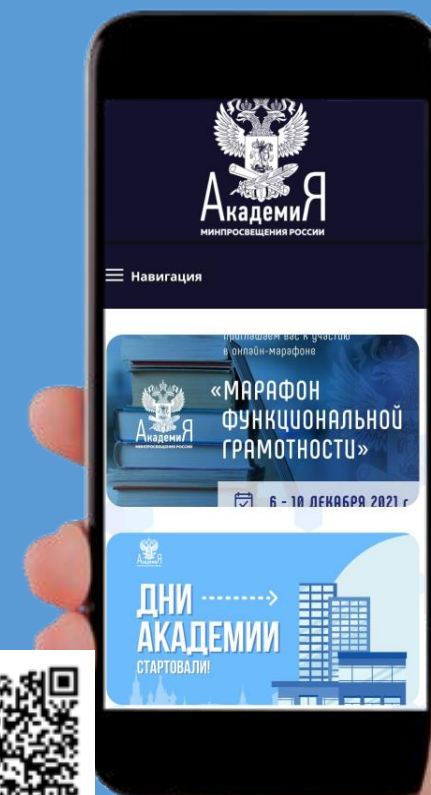 АкадемиЯ
МИНПРОСВЕЩЕНИЯ РОССИИ
Навигация
приглашаем вас к участию
в онлайн-марафоне
«МАРАФОН
ФУНКЦИОНАЛЬНОЙ
ГРАМОТНОСТИ»
АкадемиЯ
МИНПРОСВЕЩЕНИЯ РОССИИ
6 - 10 ДЕКАБРЯ 2021 г
АкадемиЯ
ДНИ
АКАДЕМИИ
СТАРТОВАЛИ!